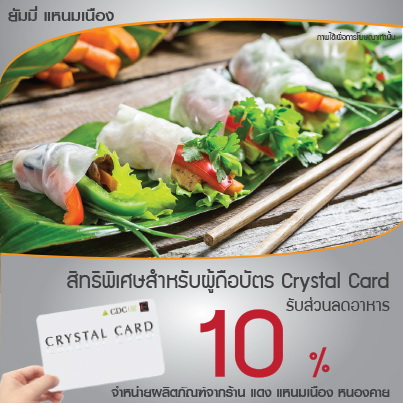 ยัมมี่ แหนมเนือง
ภาพใช้เพื่อการโฆษณาเท่านั้น
สิทธิพิเศษสำหรับผู้ถือบัตร Crystal Card
รับส่วนลดอาหาร
10 %
CDC
CRYSTAL CARD
จำหน่ายผลิตภัณฑ์จากร้าน แดง แหนมเนือง หนองคาย